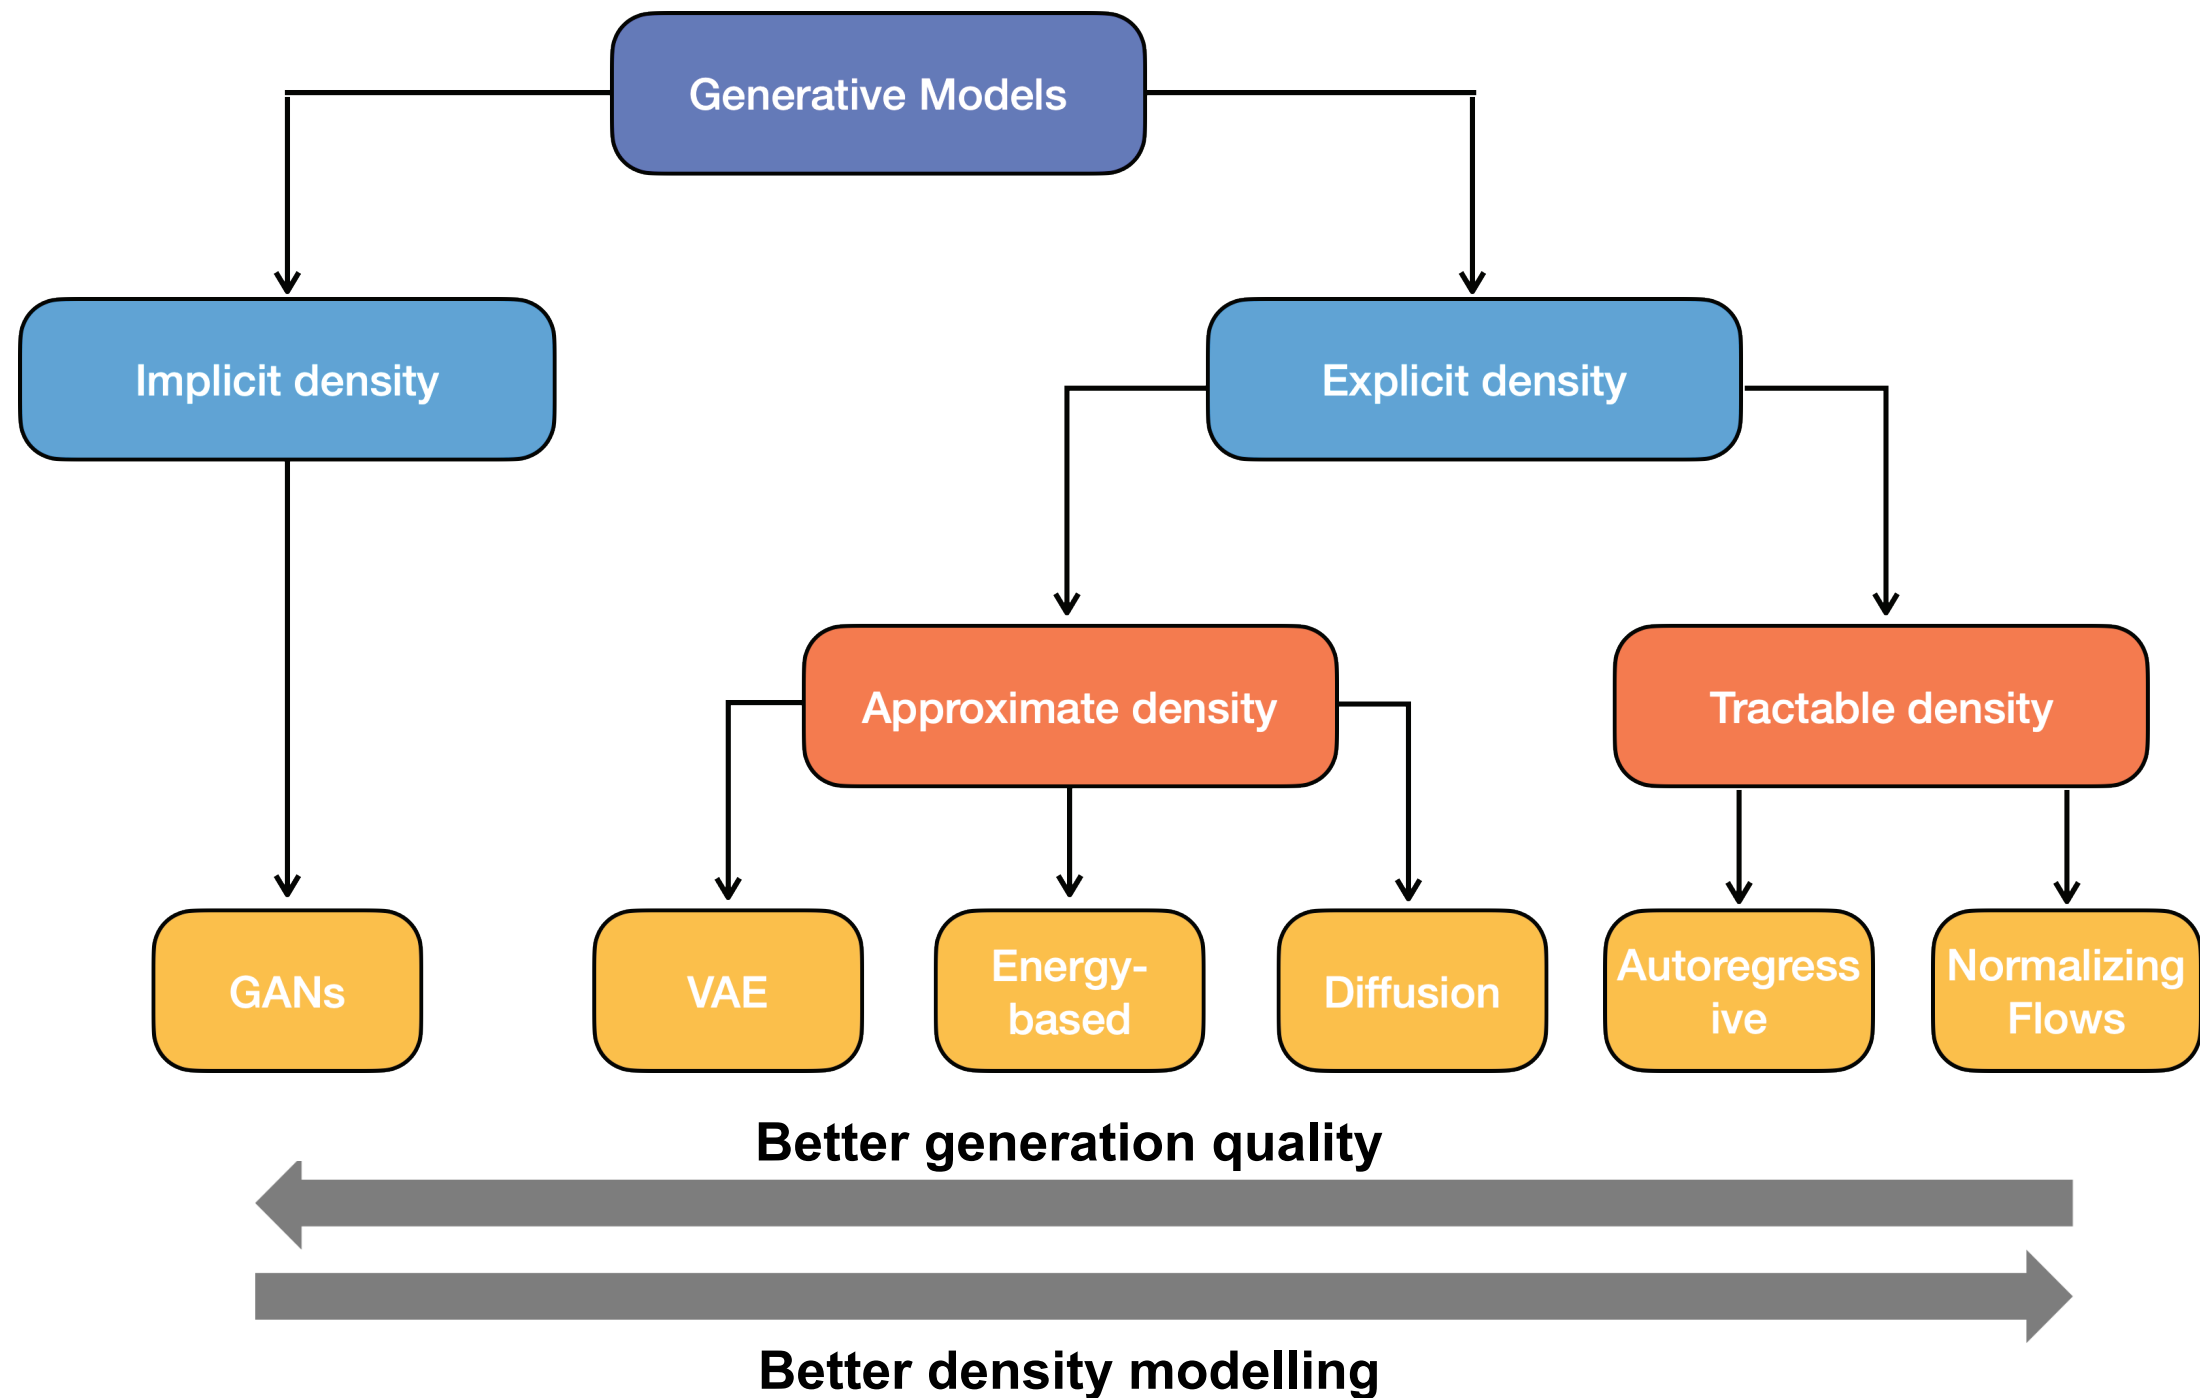 Generative Models
Implicit density
Explicit density
Approximate density
Tractable density
GANs
VAE
Energy-
based
Diffusion
Autoregress
ive
Normalizing
Flows
Better generation quality
Better density modelling